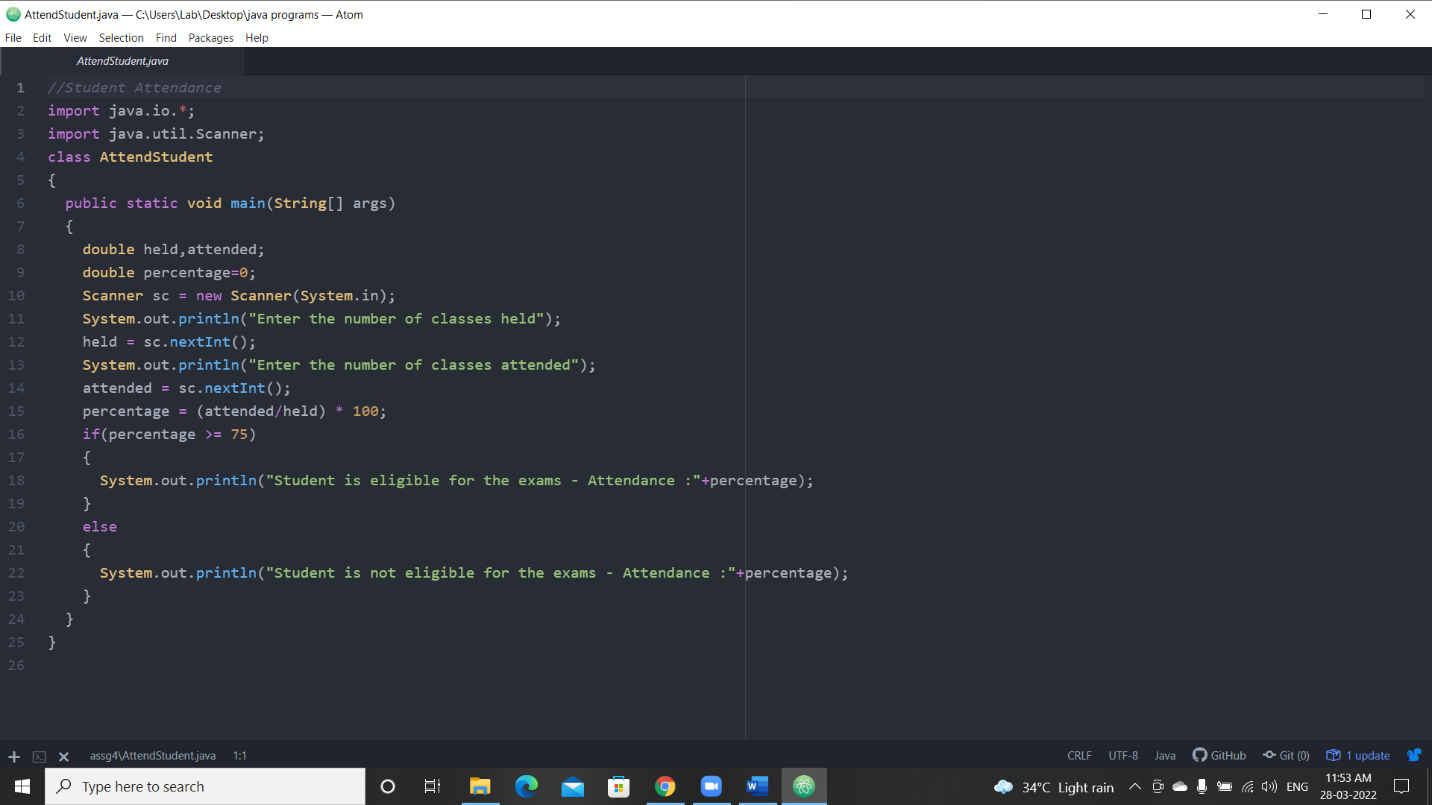 AttendStudent.java — C:\Users\Lab\Desktop\java programs — Atom
File Edit View Selection Find Packages Help
AttendStudent.java
1 //Student Attendance
2 import java.io.*;
3 import java.util.Scanner;
4 class AttendStudent
5 {
6   public static void main(String[] args)
7   {
8     double held,attended;
9     double percentage=0;
10     Scanner sc = new Scanner(System.in);
11     System.out.println("Enter the number of classes held");
12     held = sc.nextInt();
13     System.out.println("Enter the number of classes attended");
14     attended = sc.nextInt();
15     percentage = (attended/held) * 100;
16     if(percentage >= 75)
17     {
18       System.out.println("Student is eligible for the exams - Attendance :"+percentage);
19     }
20     else
21     {
22       System.out.println("Student is not eligible for the exams - Attendance :"+percentage);
23     }
24   }
25 }
26
assg4\AttendStudent.java 1:1 CRLF UTF-8 Java GitHub Git (0) 1 update
Type here to search 34°C Light rain ENG 11:53 AM
28-03-2022